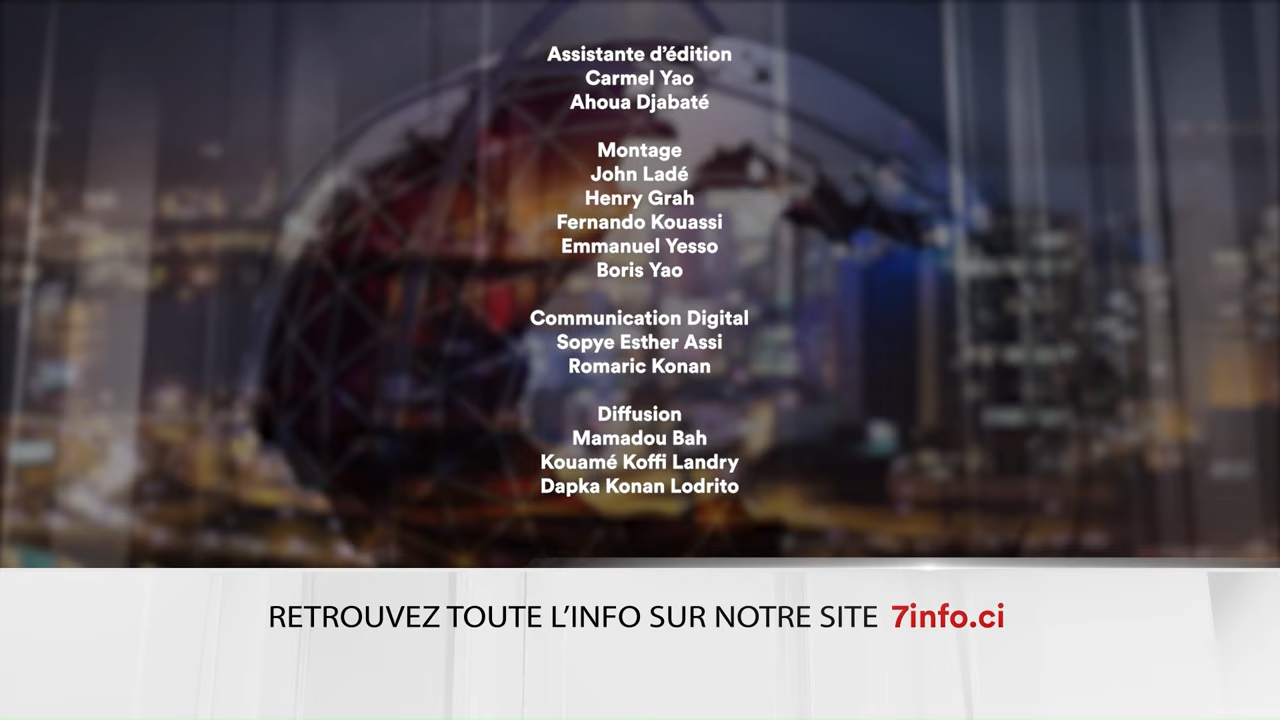 Assistante d’édition
Carmel Yao
Ahoua Djabaté
Montage
John Ladé
Henry Grah
Fernando Kouassi
Emmanuel Yesso
Boris Yao
Communication Digital
Sopye Esther Assi
Romaric Konan
Diffusion
Mamadou Bah
Kouamé Koffi Landry
Dapka Konan Lodrito
RETROUVEZ TOUTE L’INFO SUR NOTRE SITE 7info.ci